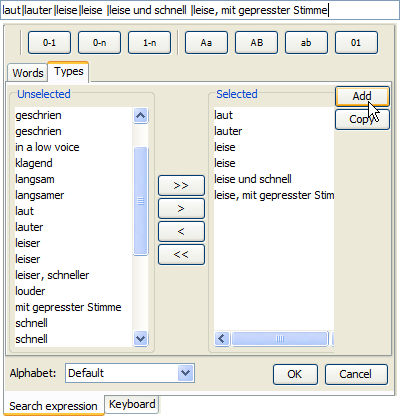 laut|lauter|leise|leise |leise und schnell |leise, mit gepresster Stimme
0-1 0-n 1-n Aa AB ab 01
Words Types
Unselected Selected
Add
Copy
geschrien
geschrien
in a low voice
klagend
langsam
langsamer
laut
lauter
leiser
leiser
leiser, schneller
louder
mit gepresster Stimme
schnell
schnell
>>
>
<
<<
laut
lauter
leise
leise
leise und schnell
leise, mit gepresster Stim
Alphabet: Default OK Cancel
Search expression Keyboard